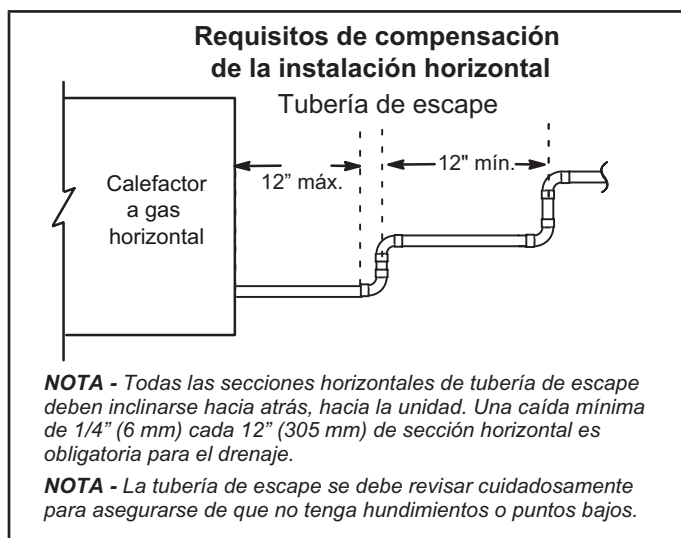 Requisitos de compensación
de la instalación horizontal
Tubería de escape
12” máx.
12" mín.
Calefactor
a gas
horizontal
NOTA - Todas las secciones horizontales de tubería de escape
deben inclinarse hacia atrás, hacia la unidad. Una caída mínima
de 1/4” (6 mm) cada 12” (305 mm) de sección horizontal es
obligatoria para el drenaje.
NOTA - La tubería de escape se debe revisar cuidadosamente
para asegurarse de que no tenga hundimientos o puntos bajos.